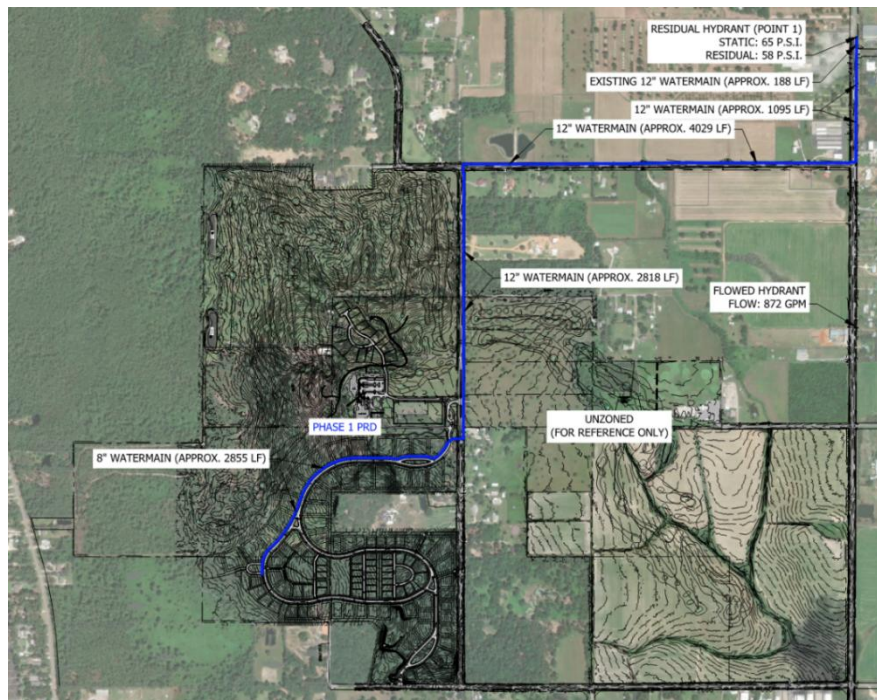 RESIDUAL HYDRANT (POINT 1)
STATIC: 65 P.S.I.
RESIDUAL: 58 P.S.I.
EXISTING 12" WATERMAIN (APPROX. 188 LF)
12" WATERMAIN (APPROX. 1095 LF)
12" WATERMAIN (APPROX. 4029 LF)
12" WATERMAIN (APPROX. 2818 LF)
FLOWED HYDRANT
FLOW: 872 GPM
PHASE 1 PRD
UNZONED
(FOR REFERENCE ONLY)
8" WATERMAIN (APPROX. 2855 LF)